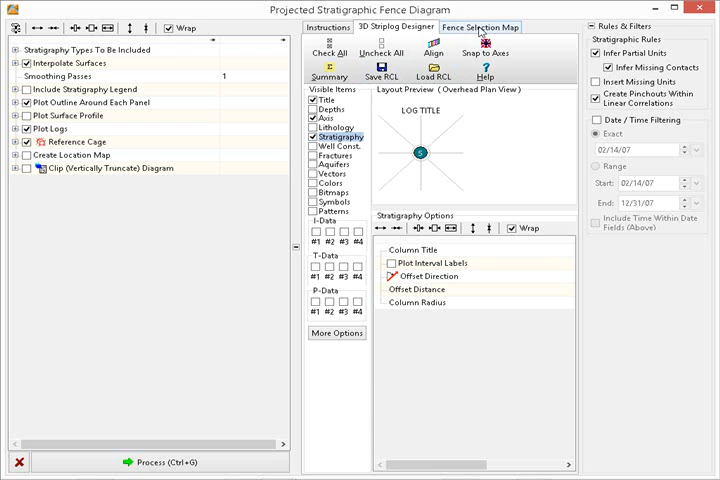 Projected Stratigraphic Fence Diagram
Wrap
Stratigraphy Types To Be Included
Interpolate Surfaces
Smoothing Passes 1
Include Stratigraphy Legend
Plot Outline Around Each Panel
Plot Surface Profile
Plot Logs
Reference Cage
Create Location Map
Clip (Vertically Truncate) Diagram
Process (Ctrl+G)
Instructions 3D Striplog Designer Fence Selection Map
Check All Uncheck All Align Snap to Axes
Summary Save RCL Load RCL Help
Visible Items
Title
Depths
Axis
Lithology
Stratigraphy
Well Const.
Fractures
Aquifers
Vectors
Colors
Bitmaps
Symbols
Patterns
I-Data
#1 #2 #3 #4
T-Data
#1 #2 #3 #4
P-Data
#1 #2 #3 #4
More Options
Layout Preview ( Overhead Plan View )
LOG TITLE
S
Stratigraphy Options
Wrap
Column Title
Plot Interval Labels
Offset Direction
Offset Distance
Column Radius
Rules & Filters
Stratigraphic Rules
Infer Partial Units
Infer Missing Contacts
Insert Missing Units
Create Pinchouts Within
Linear Correlations
Date / Time Filtering
Exact
02/14/07
Range
Start: 02/14/07
End: 12/31/07
Include Time Within Date
Fields (Above)